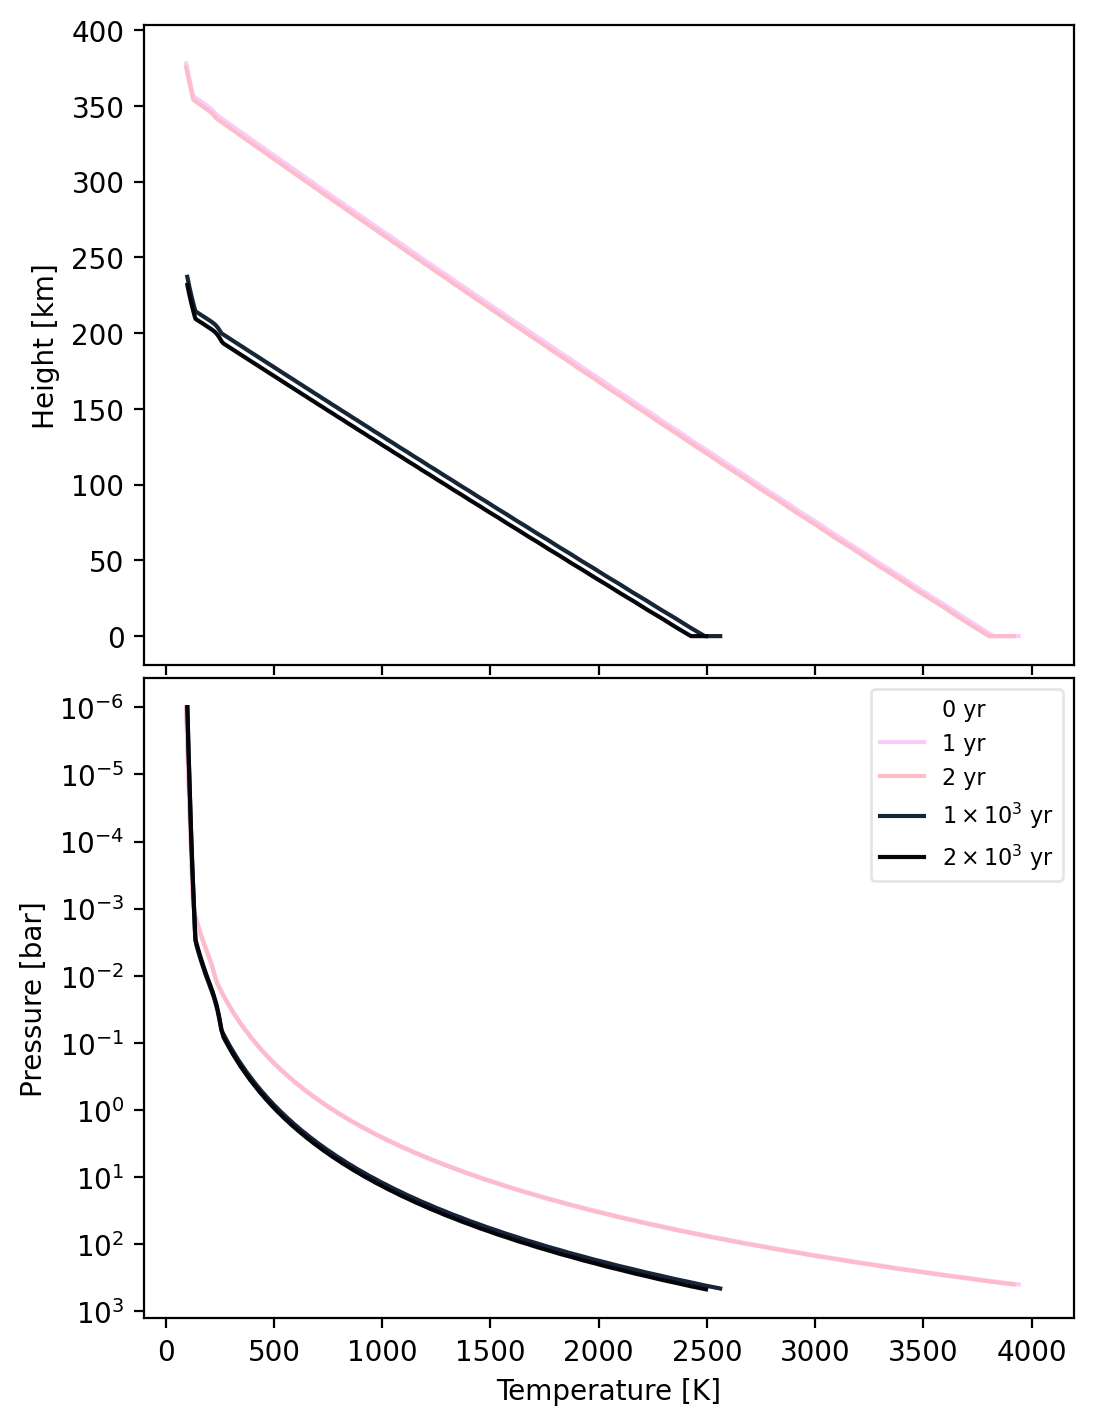 400
350
300
250
200
150
100
50
0
Height [km]
10⁻⁶
10⁻⁵
10⁻⁴
10⁻³
10⁻²
10⁻¹
10⁰
10¹
10²
10³
Pressure [bar]
0 yr
1 yr
2 yr
1 × 10³ yr
2 × 10³ yr
0 500 1000 1500 2000 2500 3000 3500 4000
Temperature [K]